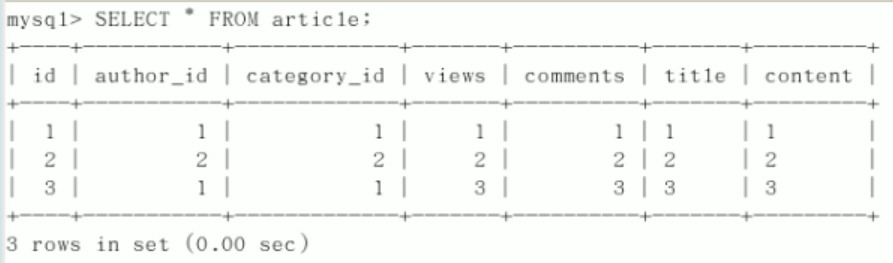 mysql> SELECT * FROM article;
+----+-----------+-------------+-------+----------+-------+---------+
| id | author_id | category_id | views | comments | title | content |
+----+-----------+-------------+-------+----------+-------+---------+
| 1 | 1 | 1 | 1 | 1 | 1 | 1 |
| 2 | 2 | 2 | 2 | 2 | 2 | 2 |
| 3 | 1 | 1 | 3 | 3 | 3 | 3 |
+----+-----------+-------------+-------+----------+-------+---------+
3 rows in set (0.00 sec)